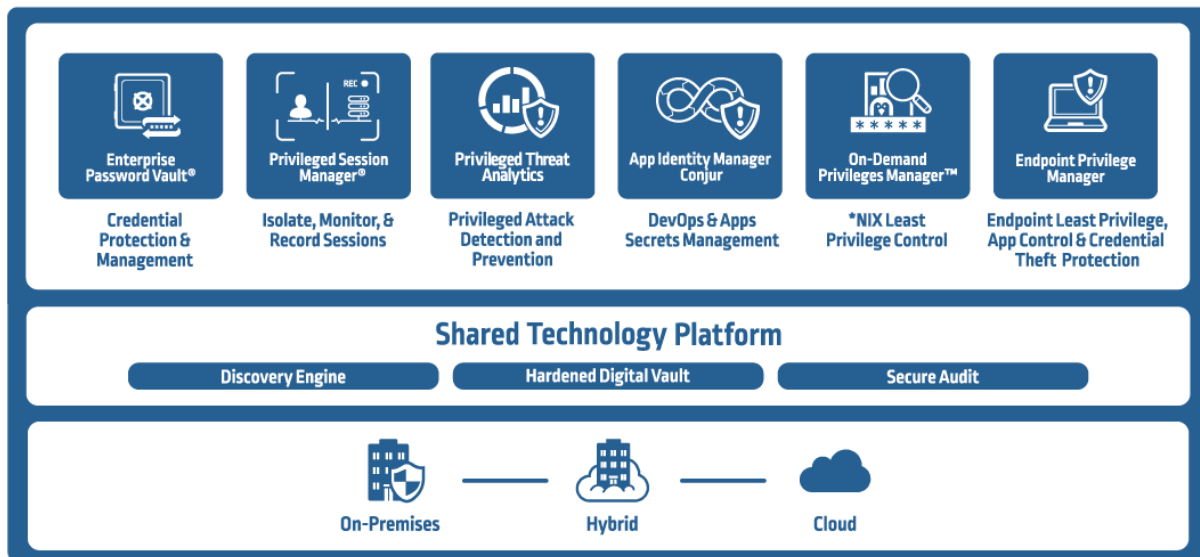 REC
Enterprise
Password Vault®
Privileged Session
Manager®
Privileged Threat
Analytics
App Identity Manager
Conjur
*****
On-Demand
Privileges Manager™
Endpoint Privilege
Manager
Credential
Protection &
Management
Isolate, Monitor, &
Record Sessions
Privileged Attack
Detection and
Prevention
DevOps & Apps
Secrets Management
*NIX Least
Privilege Control
Endpoint Least Privilege,
App Control & Credential
Theft Protection
Shared Technology Platform
Discovery Engine
Hardened Digital Vault
Secure Audit
On-Premises
Hybrid
Cloud